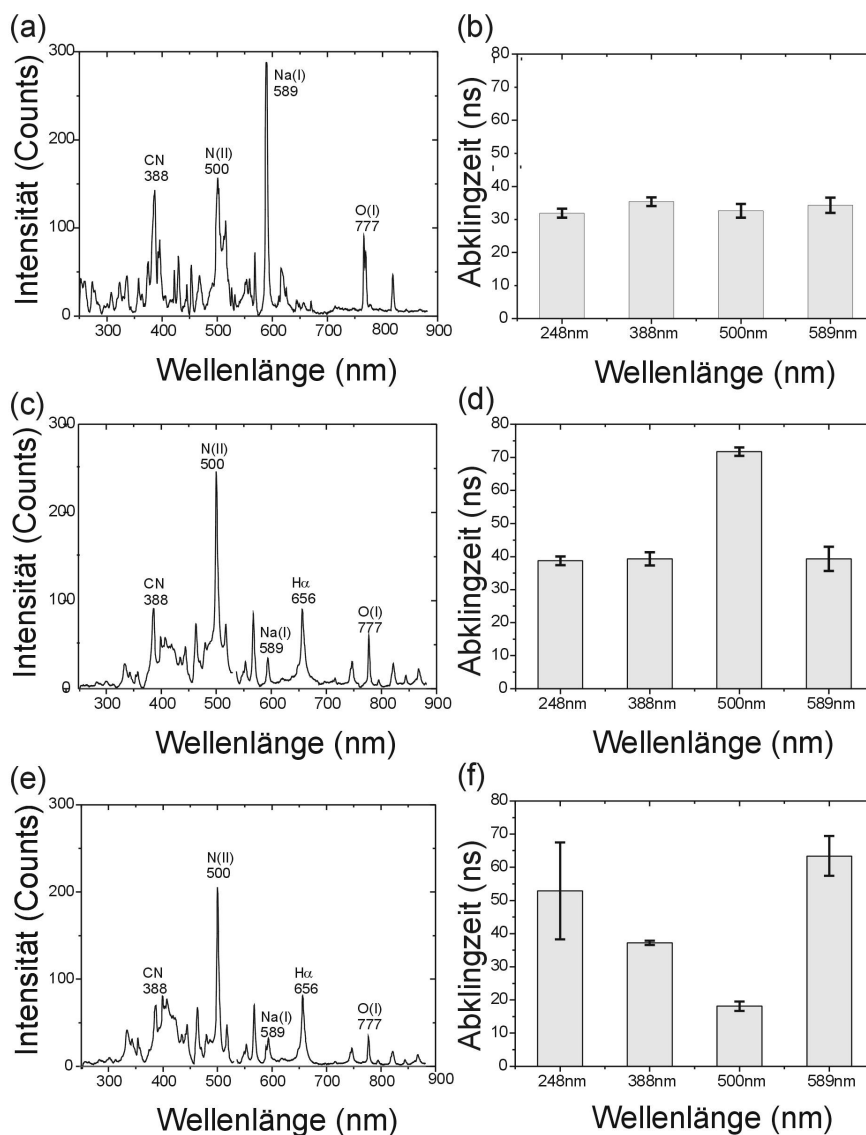 (a)
Intensität (Counts)
300
200
100
0
CN
388
N(II)
500
Na(I)
589
O(I)
777
300 400 500 600 700 800 900
Wellenlänge (nm)
(b)
Abklingzeit (ns)
80
70
60
50
40
30
20
10
0
248nm 388nm 500nm 589nm
Wellenlänge (nm)
(c)
Intensität (Counts)
300
200
100
0
CN
388
N(II)
500
Na(I)
589
Hα
656
O(I)
777
300 400 500 600 700 800 900
Wellenlänge (nm)
(d)
Abklingzeit (ns)
80
70
60
50
40
30
20
10
0
248nm 388nm 500nm 589nm
Wellenlänge (nm)
(e)
Intensität (Counts)
300
200
100
0
CN
388
N(II)
500
Na(I)
589
Hα
656
O(I)
777
300 400 500 600 700 800 900
Wellenlänge (nm)
(f)
Abklingzeit (ns)
80
70
60
50
40
30
20
10
0
248nm 388nm 500nm 589nm
Wellenlänge (nm)